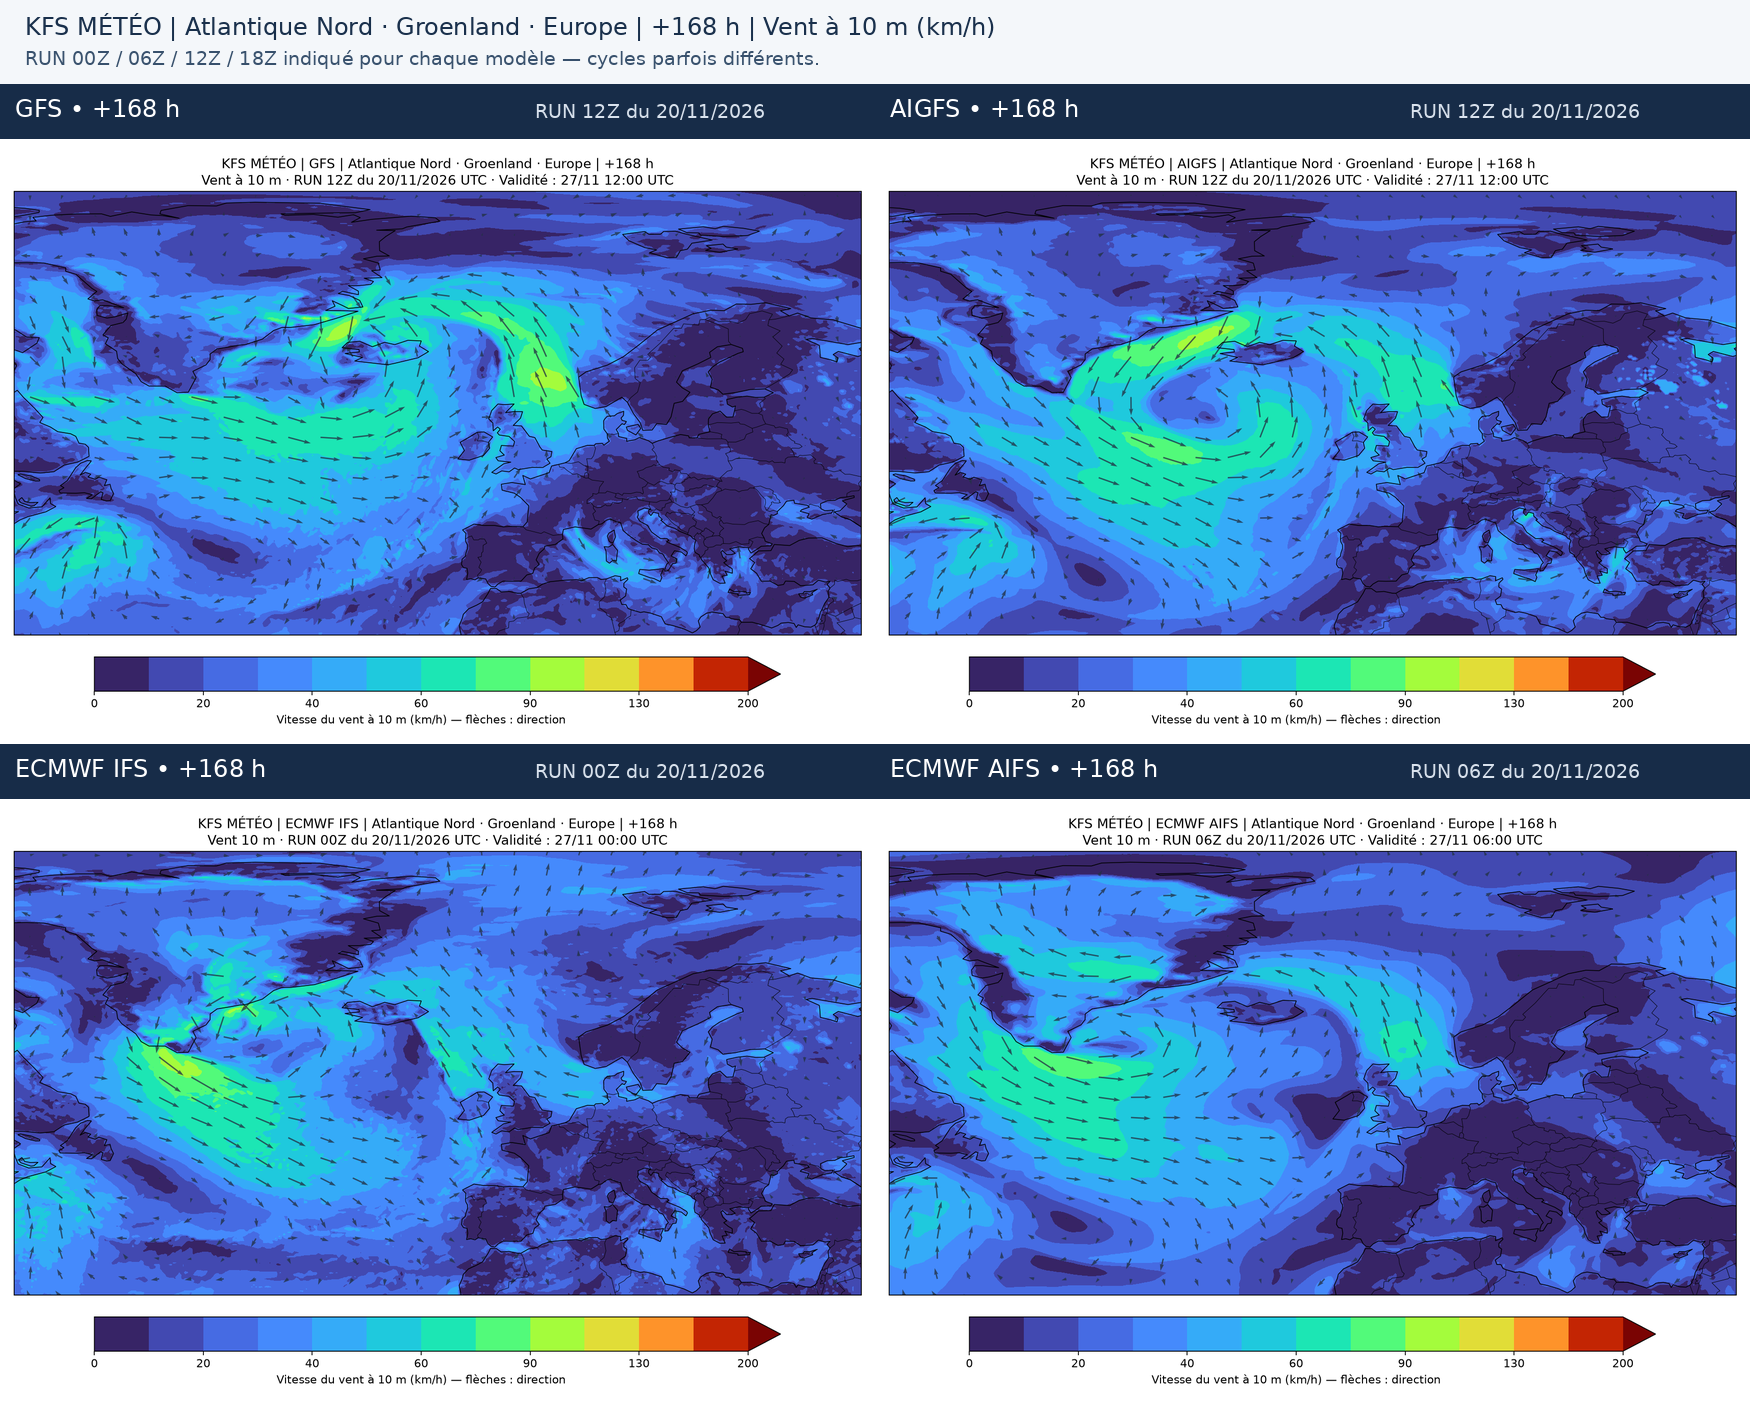 KFS MÉTÉO | Atlantique Nord · Groenland · Europe | +168 h | Vent à 10 m (km/h)
RUN 00Z / 06Z / 12Z / 18Z indiqué pour chaque modèle — cycles parfois différents.
GFS • +168 h
RUN 12Z du 20/11/2026
KFS MÉTÉO | GFS | Atlantique Nord · Groenland · Europe | +168 h
Vent à 10 m · RUN 12Z du 20/11/2026 UTC · Validité : 27/11 12:00 UTC
0 20 40 60 90 130 200
Vitesse du vent à 10 m (km/h) — flèches : direction
AIGFS • +168 h
RUN 12Z du 20/11/2026
KFS MÉTÉO | AIGFS | Atlantique Nord · Groenland · Europe | +168 h
Vent à 10 m · RUN 12Z du 20/11/2026 UTC · Validité : 27/11 12:00 UTC
0 20 40 60 90 130 200
Vitesse du vent à 10 m (km/h) — flèches : direction
ECMWF IFS • +168 h
RUN 00Z du 20/11/2026
KFS MÉTÉO | ECMWF IFS | Atlantique Nord · Groenland · Europe | +168 h
Vent 10 m · RUN 00Z du 20/11/2026 UTC · Validité : 27/11 00:00 UTC
0 20 40 60 90 130 200
Vitesse du vent à 10 m (km/h) — flèches : direction
ECMWF AIFS • +168 h
RUN 06Z du 20/11/2026
KFS MÉTÉO | ECMWF AIFS | Atlantique Nord · Groenland · Europe | +168 h
Vent 10 m · RUN 06Z du 20/11/2026 UTC · Validité : 27/11 06:00 UTC
0 20 40 60 90 130 200
Vitesse du vent à 10 m (km/h) — flèches : direction